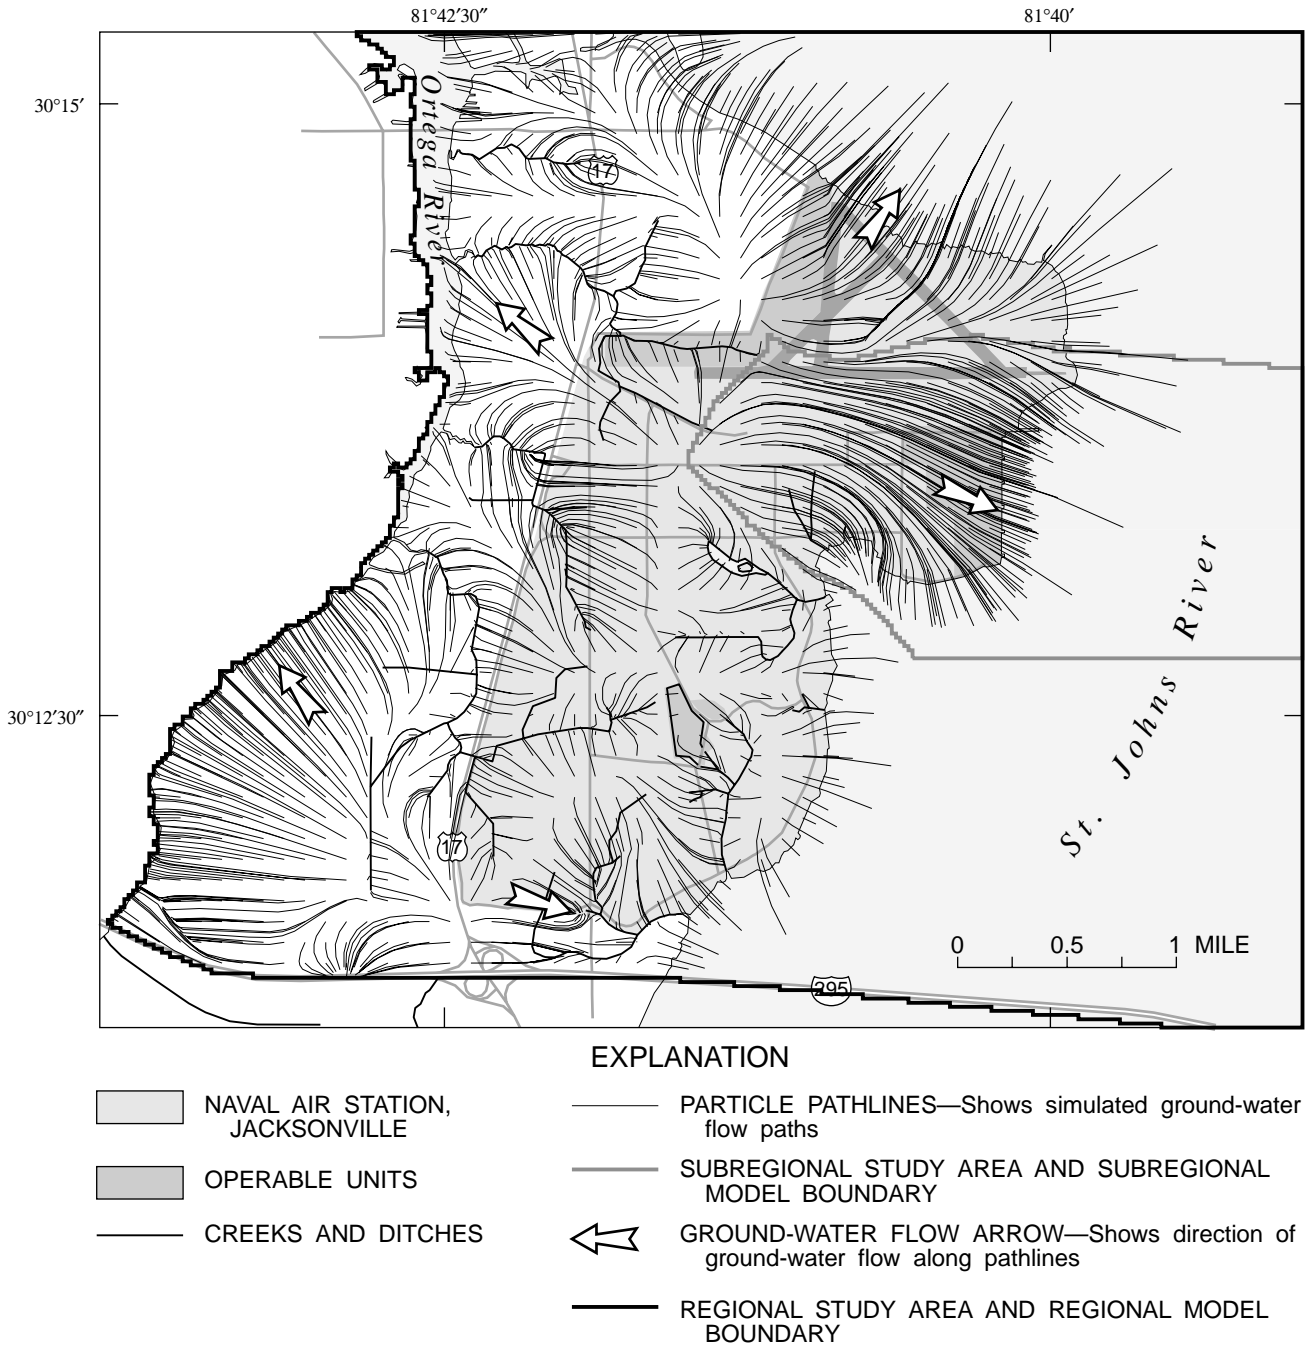 81°42′30″
81°40′
30°15′
Ortega River
17
30°12′30″
St. Johns River
17
0 0.5 1 MILE
295
EXPLANATION
NAVAL AIR STATION,
JACKSONVILLE
OPERABLE UNITS
CREEKS AND DITCHES
PARTICLE PATHLINES—Shows simulated ground-water
flow paths
SUBREGIONAL STUDY AREA AND SUBREGIONAL
MODEL BOUNDARY
GROUND-WATER FLOW ARROW—Shows direction of
ground-water flow along pathlines
REGIONAL STUDY AREA AND REGIONAL MODEL
BOUNDARY